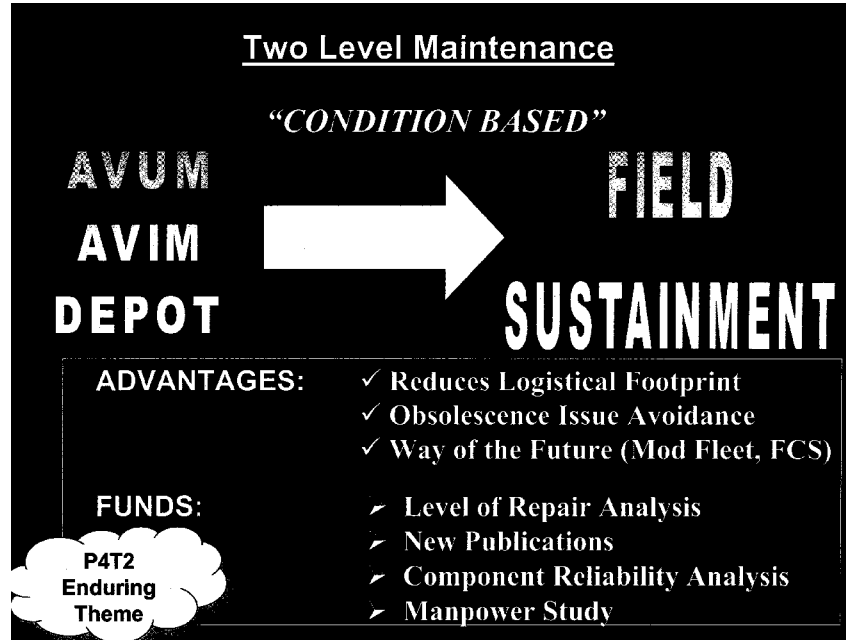 Two Level Maintenance
“CONDITION BASED”
AVUM
AVIM
DEPOT
FIELD
SUSTAINMENT
ADVANTAGES:
✓ Reduces Logistical Footprint
✓ Obsolescence Issue Avoidance
✓ Way of the Future (Mod Fleet, FCS)
FUNDS:
➢ Level of Repair Analysis
➢ New Publications
➢ Component Reliability Analysis
➢ Manpower Study
P4T2
Enduring
Theme